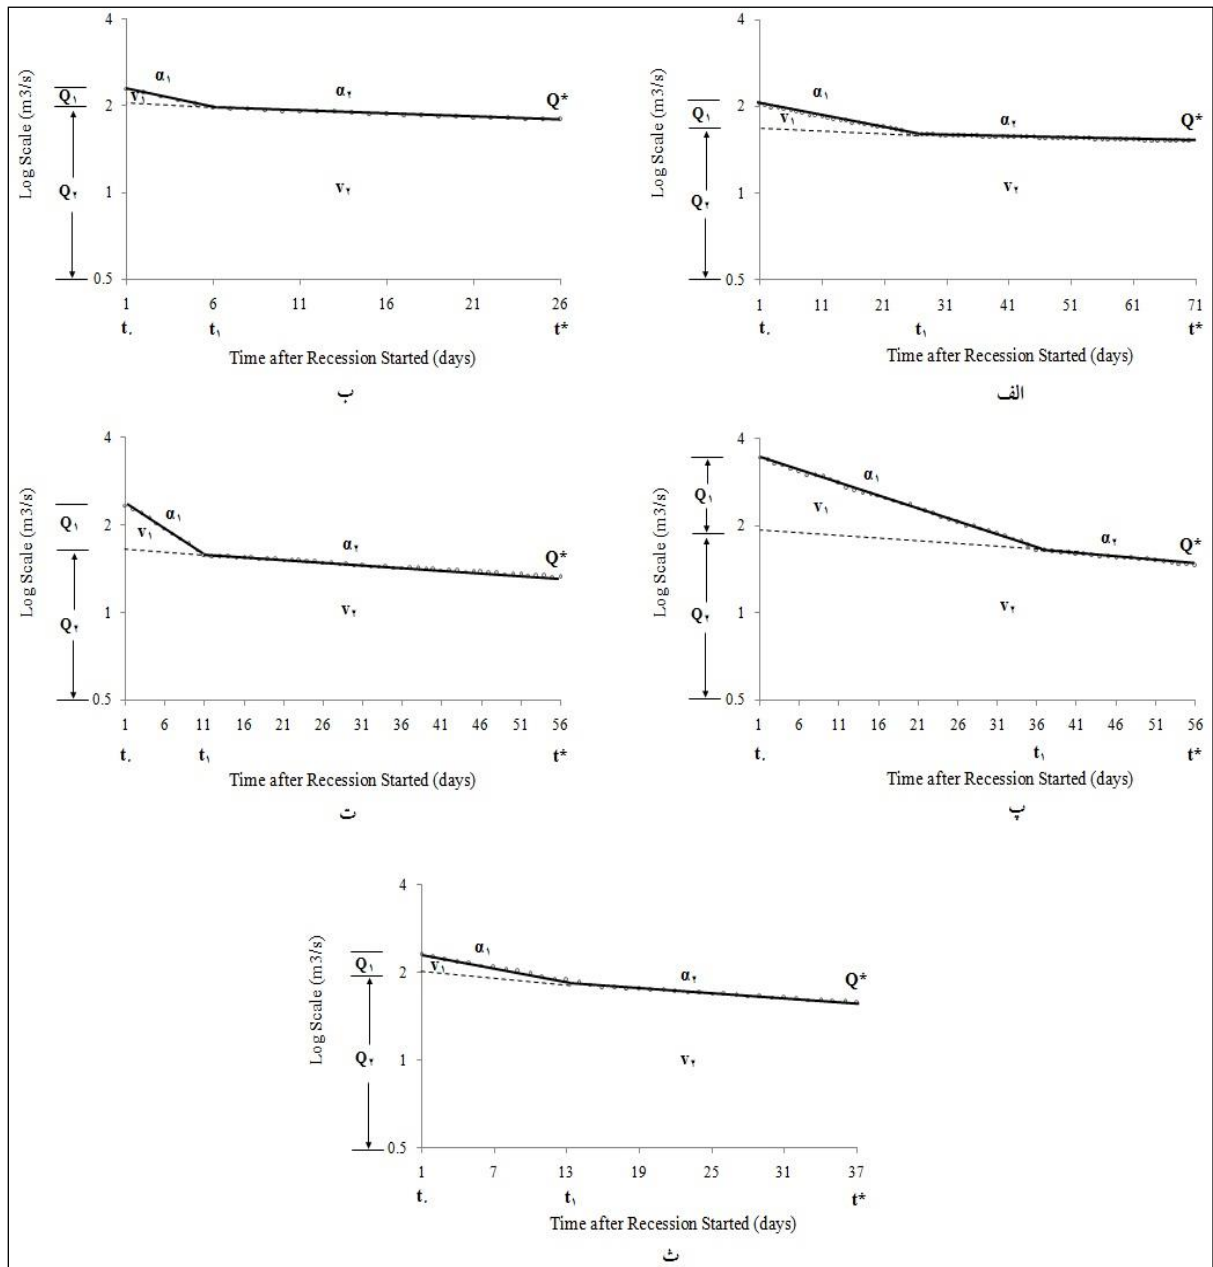 4
α۱
α۲
Q*
Q۱
v۱
2
Log Scale (m3/s)
Q۲
v۲
1
0.5
1 6 11 16 21 26
t۰ t۱ t*
Time after Recession Started (days)
ب
4
α۱
α۲
Q*
Q۱
v۱
2
Log Scale (m3/s)
Q۲
v۲
1
0.5
1 11 21 31 41 51 61 71
t۰ t۱ t*
Time after Recession Started (days)
الف
4
α۱
α۲
Q*
Q۱
v۱
2
Log Scale (m3/s)
Q۲
v۲
1
0.5
1 6 11 16 21 26 31 36 41 46 51 56
t۰ t۱ t*
Time after Recession Started (days)
ت
4
α۱
α۲
Q*
Q۱
v۱
2
Log Scale (m3/s)
Q۲
v۲
1
0.5
1 6 11 16 21 26 31 36 41 46 51 56
t۰ t۱ t*
Time after Recession Started (days)
پ
4
α۱
α۲
Q*
Q۱
v۱
2
Log Scale (m3/s)
Q۲
v۲
1
0.5
1 7 13 19 25 31 37
t۰ t۱ t*
Time after Recession Started (days)
ث